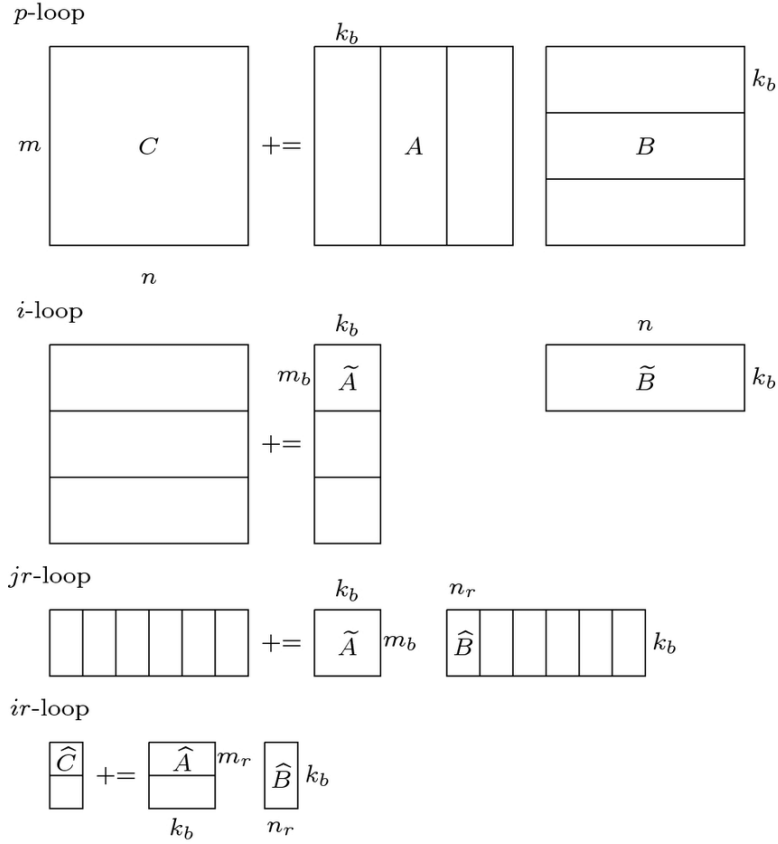 p-loop
k_b
k_b
m C += A B
n
i-loop
k_b n
m_b Ã B̃ k_b
+=
jr-loop
k_b n_r
+= Ã m_b B̂ k_b
ir-loop
Ĉ += Â m_r B̂ k_b
k_b n_r